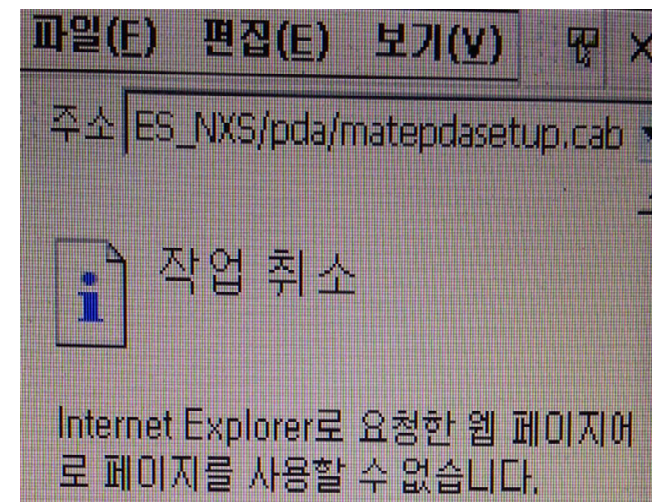 파일(F) 편집(E) 보기(V)
주소 ES_NXS/pda/matepdasetup.cab
작업 취소
Internet Explorer로 요청한 웹 페이지어
로 페이지를 사용할 수 없습니다.